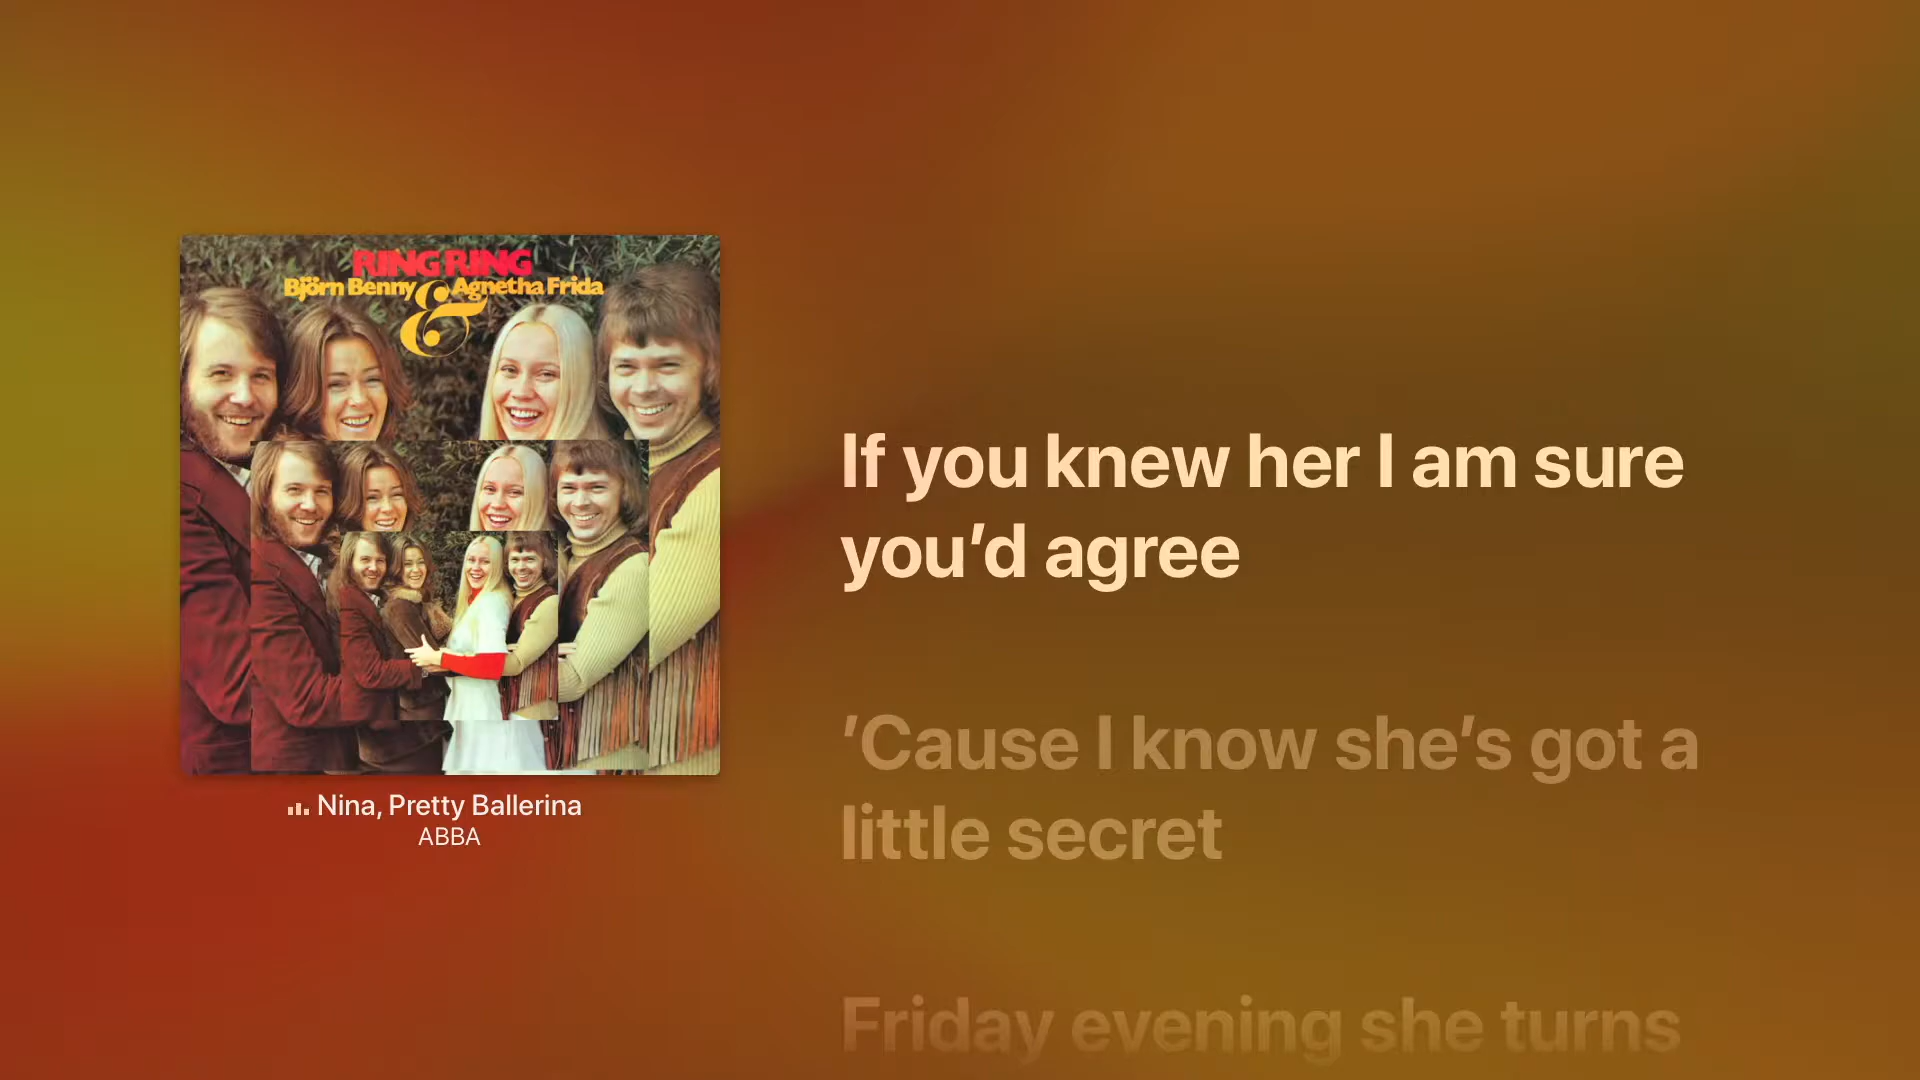 RING RING
Björn Benny & Agnetha Frida
Nina, Pretty Ballerina
ABBA
If you knew her I am sure
you’d agree
’Cause I know she’s got a
little secret
Friday evening she turns